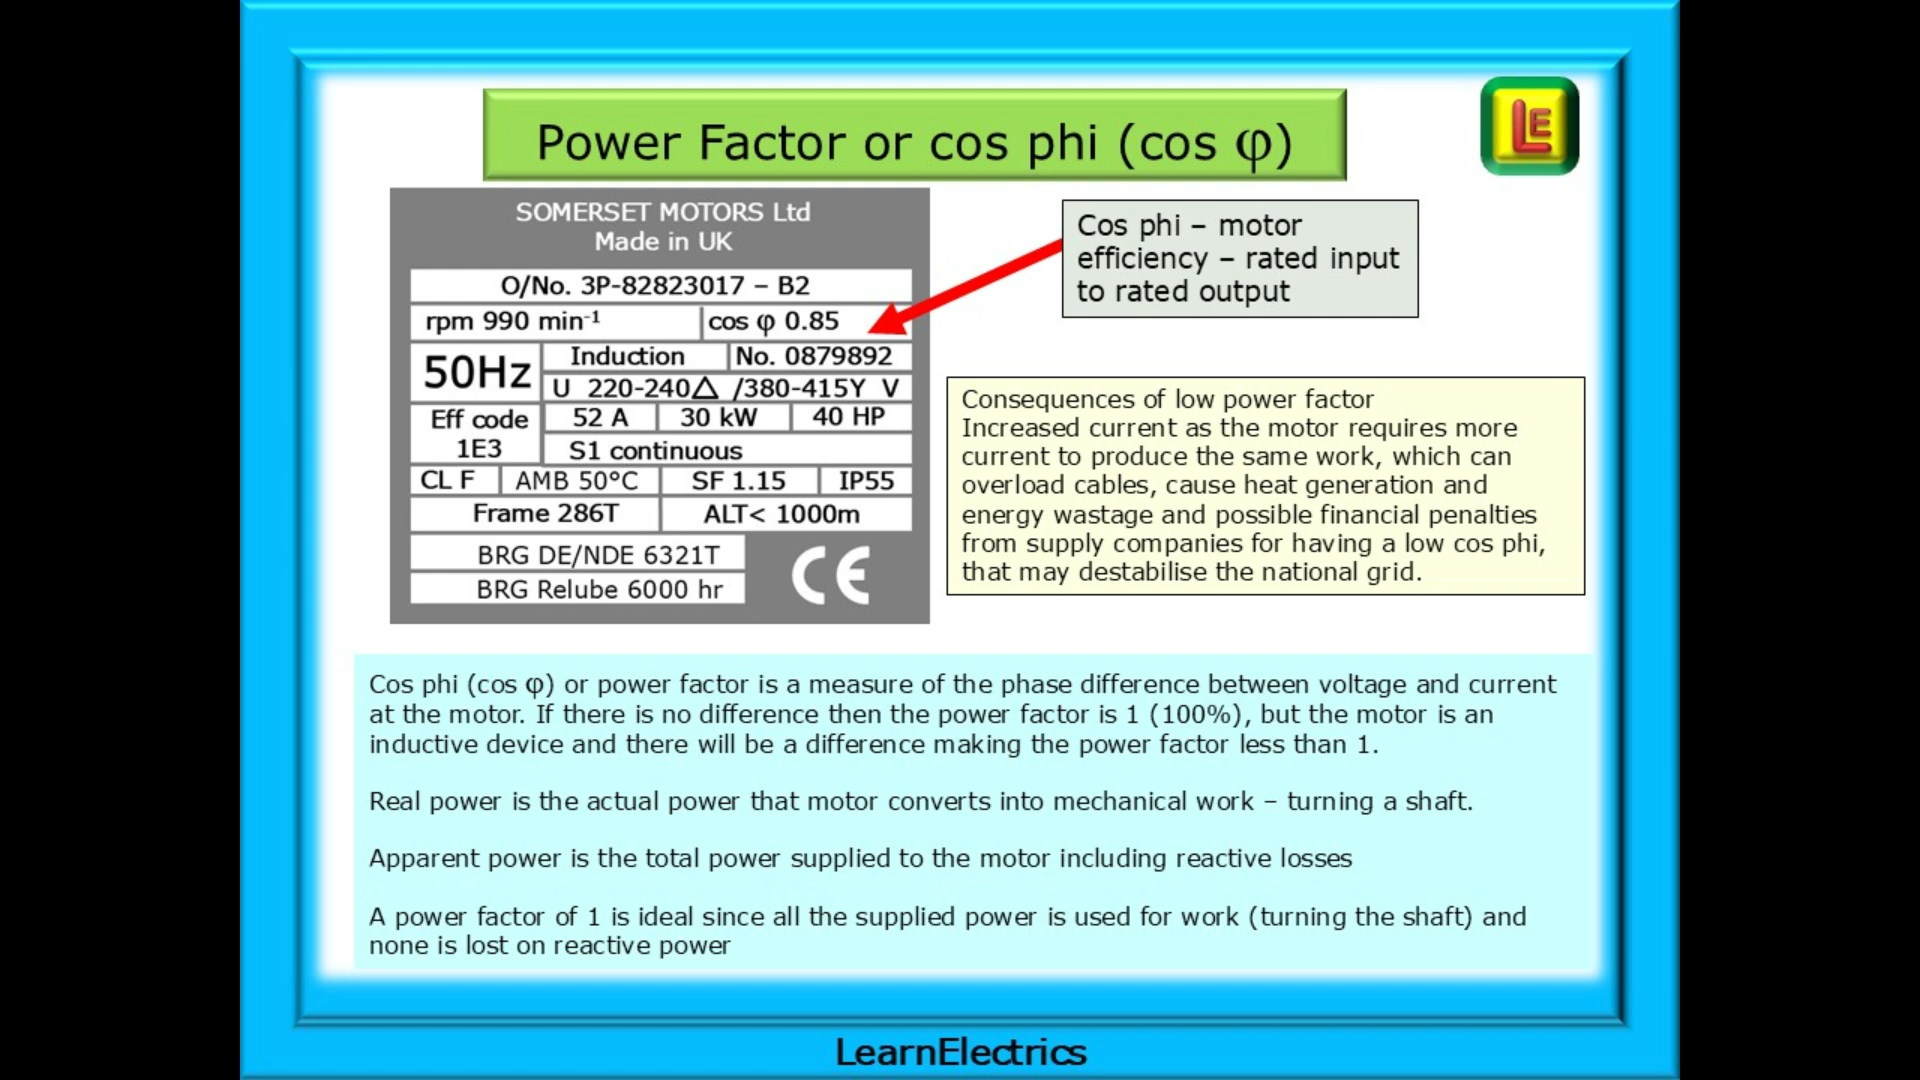 Power Factor or cos phi (cos φ)
LE
SOMERSET MOTORS Ltd
Made in UK
O/No. 3P-82823017 – B2
rpm 990 min⁻¹
cos φ 0.85
50Hz
Induction
No. 0879892
U 220-240△ /380-415Y V
Eff code
1E3
52 A
30 kW
40 HP
S1 continuous
CL F
AMB 50°C
SF 1.15
IP55
Frame 286T
ALT< 1000m
BRG DE/NDE 6321T
BRG Relube 6000 hr
CE
Cos phi – motor
efficiency – rated input
to rated output
Consequences of low power factor
Increased current as the motor requires more
current to produce the same work, which can
overload cables, cause heat generation and
energy wastage and possible financial penalties
from supply companies for having a low cos phi,
that may destabilise the national grid.
Cos phi (cos φ) or power factor is a measure of the phase difference between voltage and current
at the motor. If there is no difference then the power factor is 1 (100%), but the motor is an
inductive device and there will be a difference making the power factor less than 1.
Real power is the actual power that motor converts into mechanical work – turning a shaft.
Apparent power is the total power supplied to the motor including reactive losses
A power factor of 1 is ideal since all the supplied power is used for work (turning the shaft) and
none is lost on reactive power
LearnElectrics